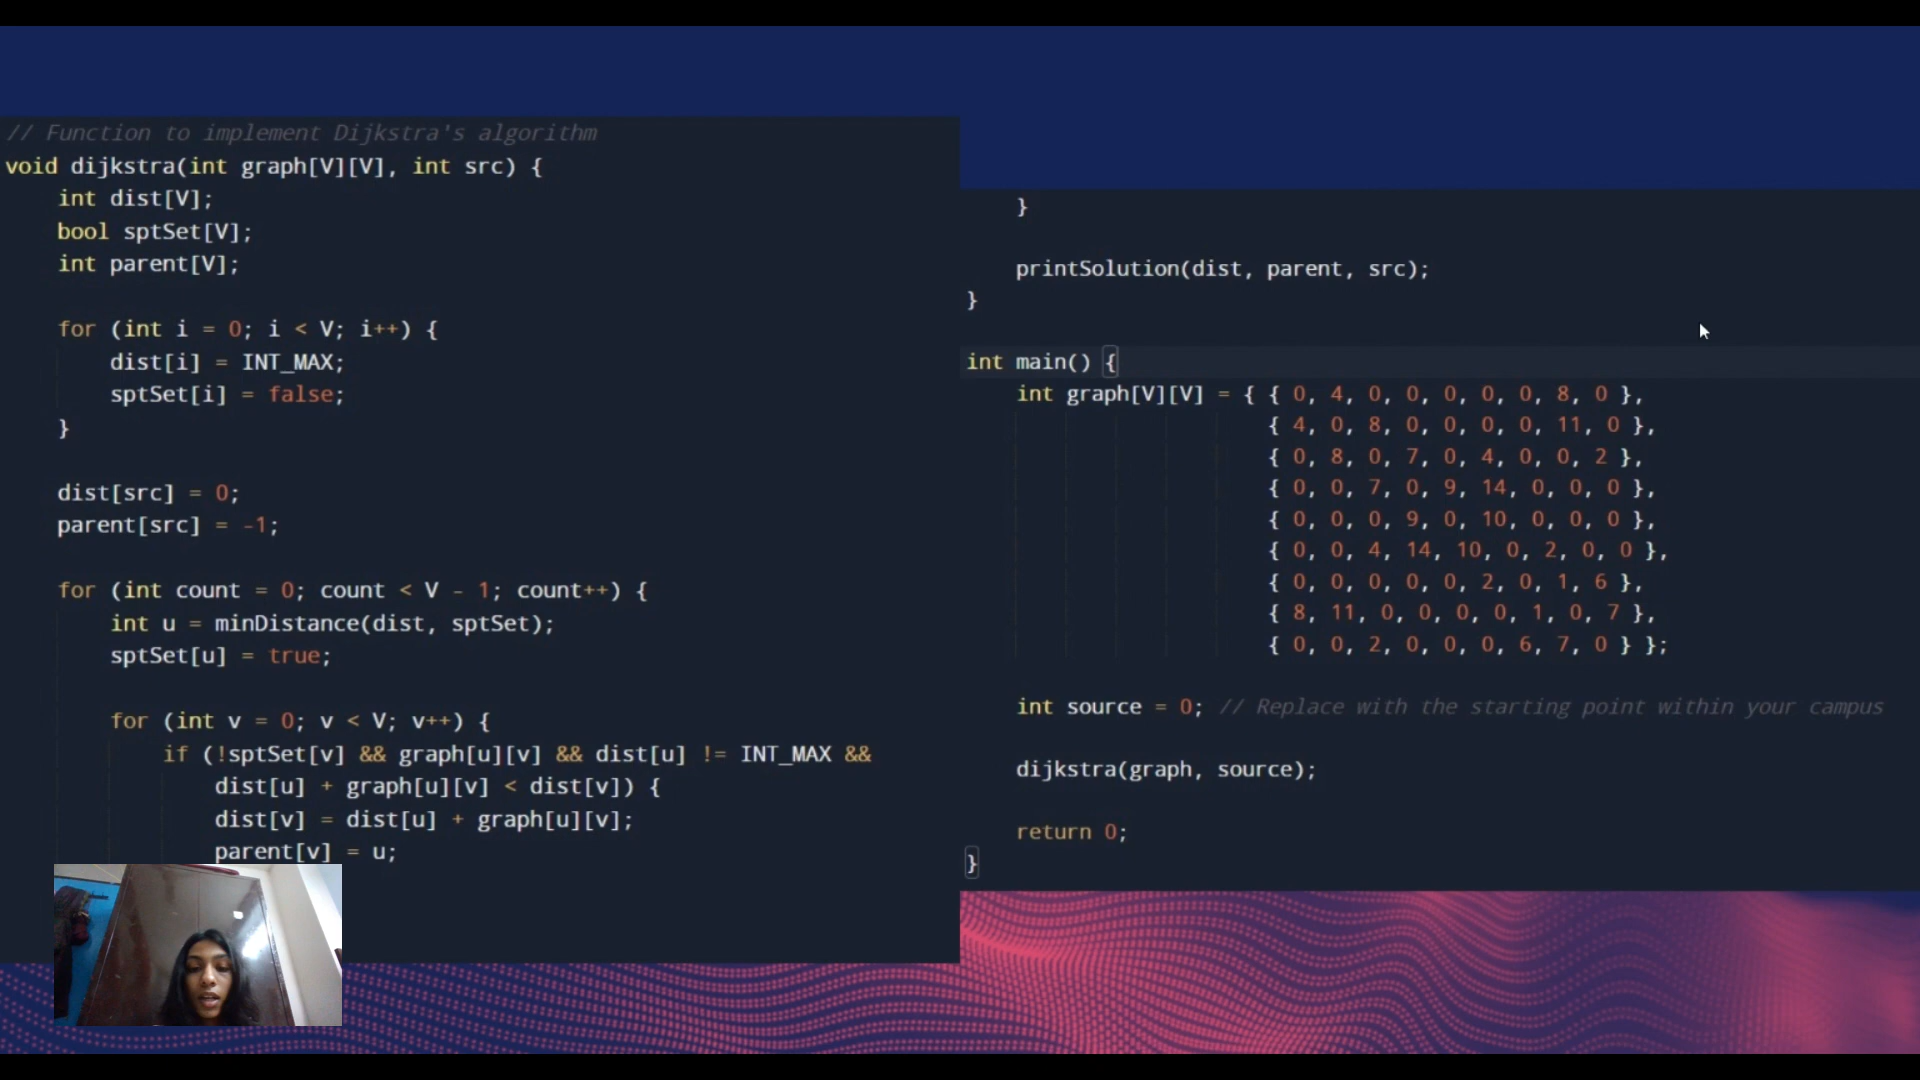 // Function to implement Dijkstra's algorithm
void dijkstra(int graph[V][V], int src) {
    int dist[V];
    bool sptSet[V];
    int parent[V];
    for (int i = 0; i < V; i++) {
        dist[i] = INT_MAX;
        sptSet[i] = false;
    }
    dist[src] = 0;
    parent[src] = -1;
    for (int count = 0; count < V - 1; count++) {
        int u = minDistance(dist, sptSet);
        sptSet[u] = true;
        for (int v = 0; v < V; v++) {
            if (!sptSet[v] && graph[u][v] && dist[u] != INT_MAX &&
                dist[u] + graph[u][v] < dist[v]) {
                dist[v] = dist[u] + graph[u][v];
                parent[v] = u;
    }
    printSolution(dist, parent, src);
}
int main() {
    int graph[V][V] = { { 0, 4, 0, 0, 0, 0, 0, 8, 0 },
                        { 4, 0, 8, 0, 0, 0, 0, 11, 0 },
                        { 0, 8, 0, 7, 0, 4, 0, 0, 2 },
                        { 0, 0, 7, 0, 9, 14, 0, 0, 0 },
                        { 0, 0, 0, 9, 0, 10, 0, 0, 0 },
                        { 0, 0, 4, 14, 10, 0, 2, 0, 0 },
                        { 0, 0, 0, 0, 0, 2, 0, 1, 6 },
                        { 8, 11, 0, 0, 0, 0, 1, 0, 7 },
                        { 0, 0, 2, 0, 0, 0, 6, 7, 0 } };
    int source = 0; // Replace with the starting point within your campus
    dijkstra(graph, source);
    return 0;
}